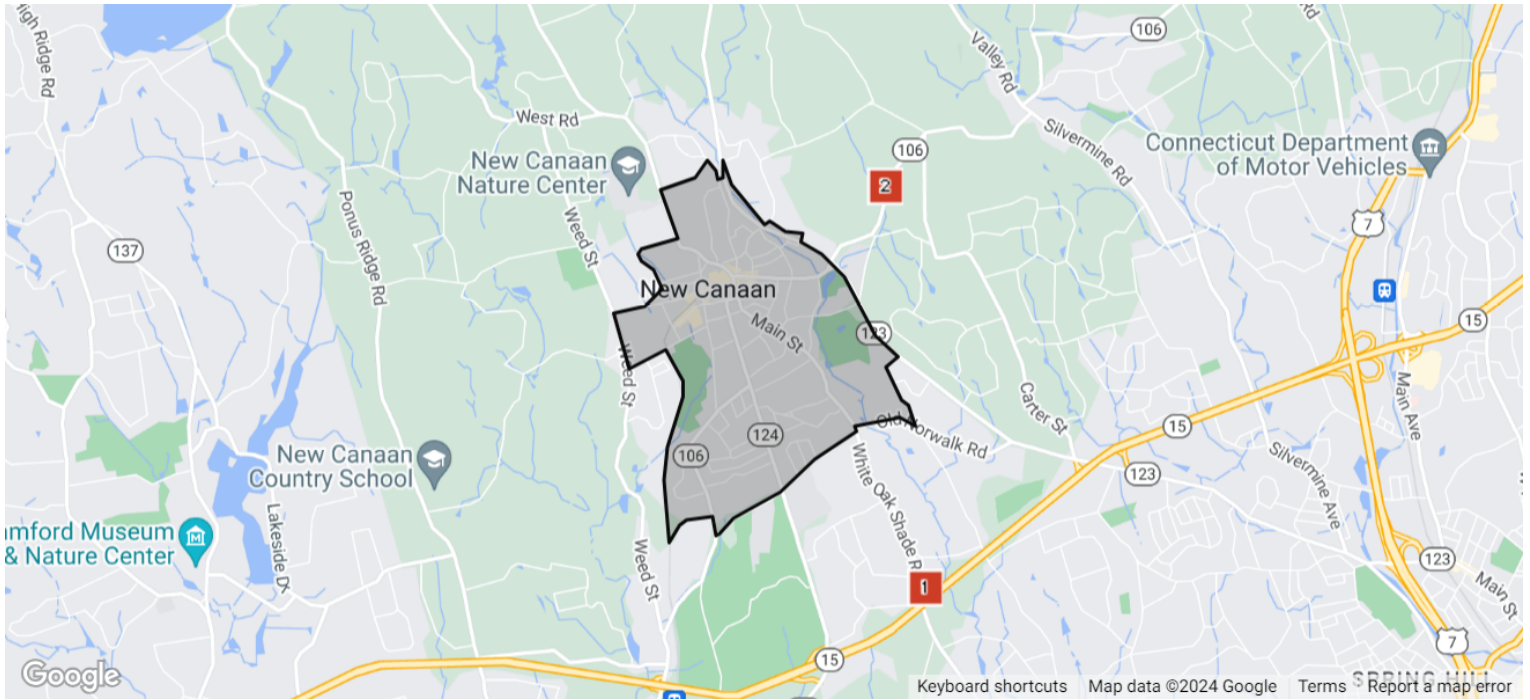 High Ridge Rd
Rd
106
Valley Rd
West Rd
Silvermine Rd
Connecticut Department
of Motor Vehicles
106
New Canaan
Nature Center
2
Ponus Ridge Rd
Weed St
7
137
New Canaan
15
Main St
123
Weed St
Main Ave
Carter St
15
Old Norwalk Rd
124
106
New Canaan
Country School
White Oak Shade R
123
Silvermine Ave
amford Museum
& Nature Center
Lakeside D
Weed St
1
123
Main St
7
15
Google
SPRING HILL
Keyboard shortcuts
Map data ©2024 Google
Terms
Report a map error